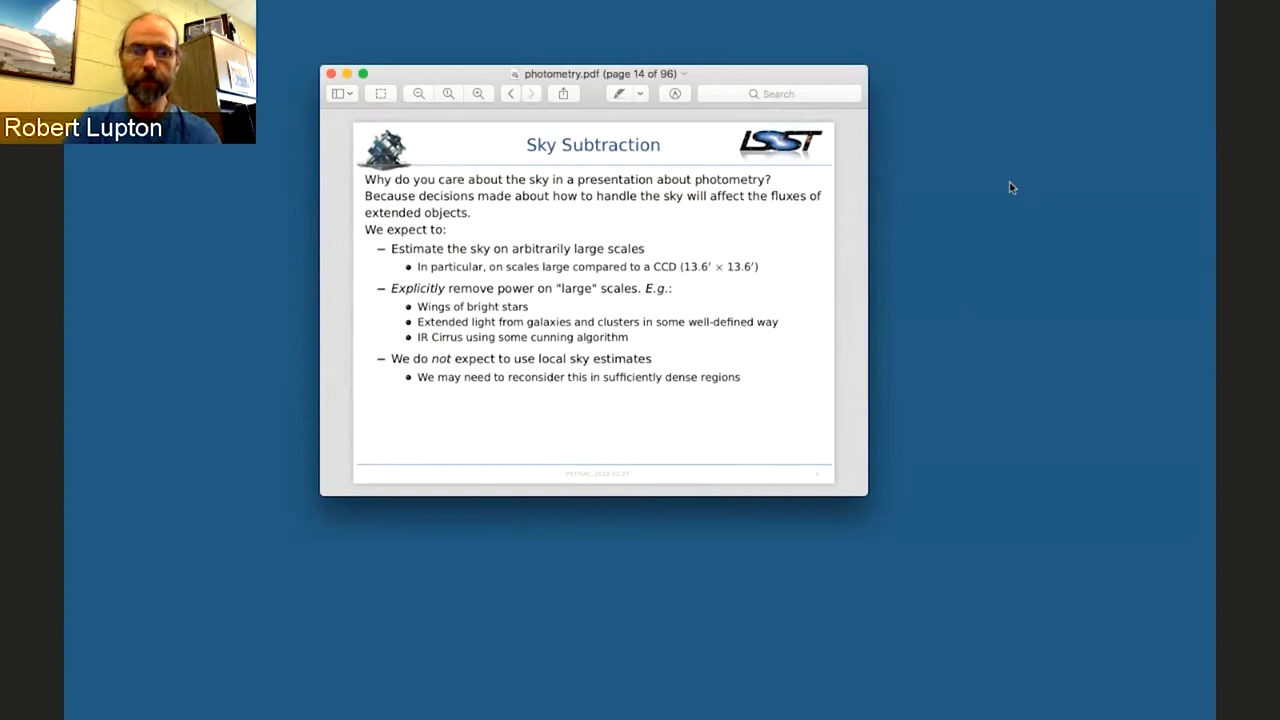 Robert Lupton
photometry.pdf (page 14 of 96)
Search
Sky Subtraction
LSST
Why do you care about the sky in a presentation about photometry?
Because decisions made about how to handle the sky will affect the fluxes of
extended objects.
We expect to:
– Estimate the sky on arbitrarily large scales
• In particular, on scales large compared to a CCD (13.6′ × 13.6′)
– Explicitly remove power on "large" scales. E.g.:
• Wings of bright stars
• Extended light from galaxies and clusters in some well-defined way
• IR Cirrus using some cunning algorithm
– We do not expect to use local sky estimates
• We may need to reconsider this in sufficiently dense regions